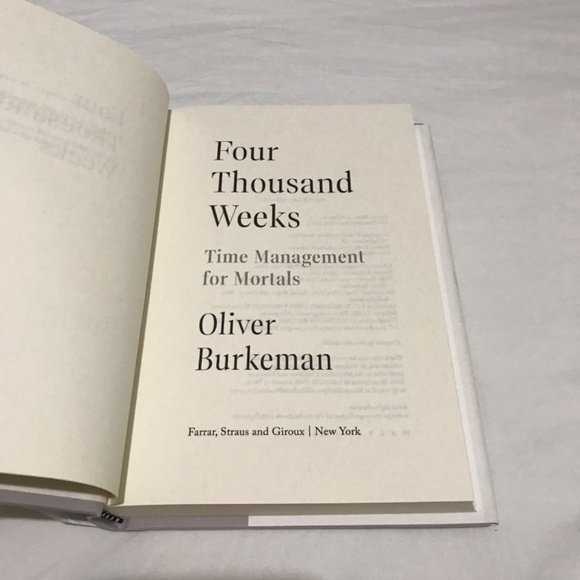 Four
Thousand
Weeks
Time Management
for Mortals
Oliver
Burkeman
Farrar, Straus and Giroux | New York